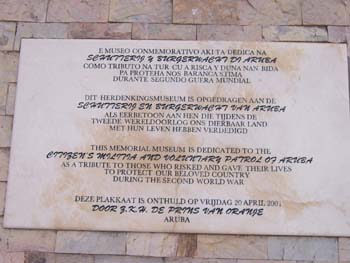 E MUSEO CONMEMORATIVO AKI TA DEDICA NA
SCHUTTERIJ Y BURGERWACHT DI ARUBA
COMO TRIBUTO NA TUR CU A RISCA Y DUNA NAN BIDA
PA PROTEHA NOS BARANCA STIMA
DURANTE SEGUNDO GUERA MUNDIAL
DIT HERDENKINGSMUSEUM IS OPGEDRAGEN AAN DE
SCHUTTERIJ EN BURGERWACHT VAN ARUBA
ALS EERBETOON AAN HEN DIE TIJDENS DE
TWEEDE WERELDOORLOG ONS DIERBAAR LAND
MET HUN LEVEN HEBBEN VERDEDIGD
THIS MEMORIAL MUSEUM IS DEDICATED TO THE
CITIZEN'S MILITIA AND VOLUNTARY PATROL OF ARUBA
AS A TRIBUTE TO THOSE WHO RISKED AND GAVE THEIR LIVES
TO PROTECT OUR BELOVED COUNTRY
DURING THE SECOND WORLD WAR
DEZE PLAKKAAT IS ONTHULD OP VRIJDAG 20 APRIL 2001
DOOR Z.K.H. DE PRINS VAN ORANJE
ARUBA